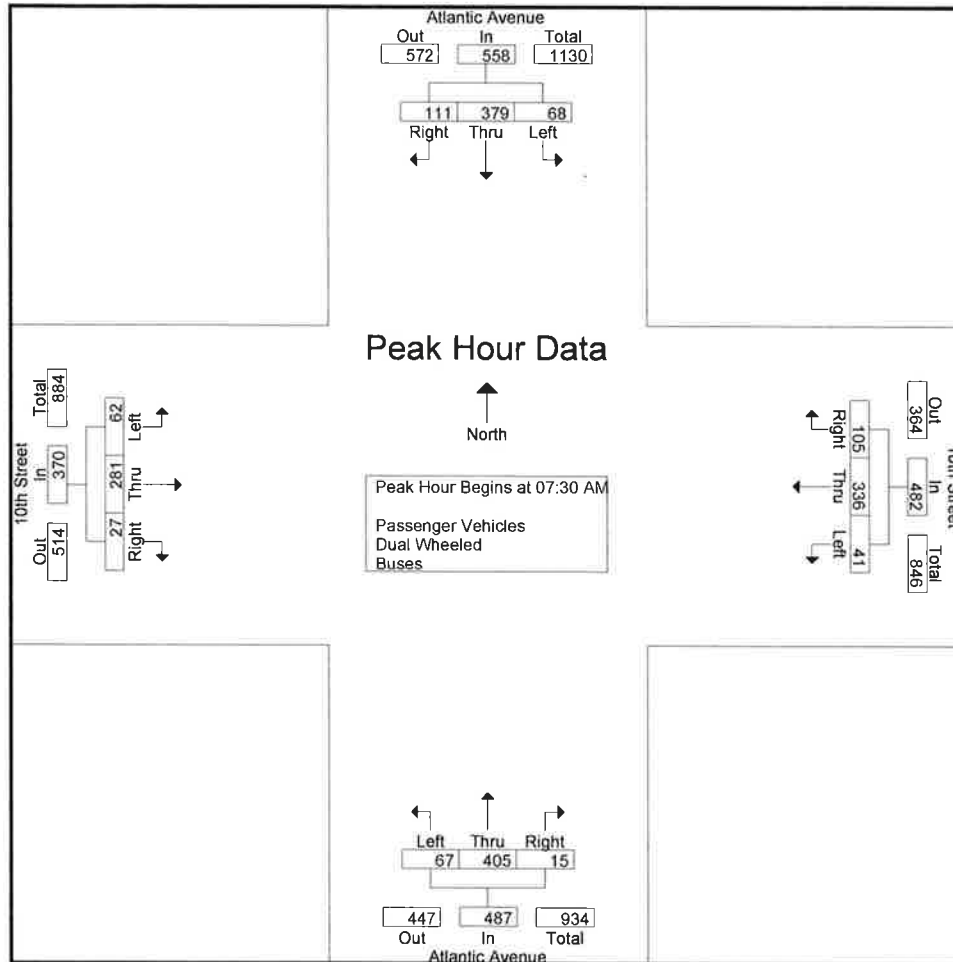 Atlantic Avenue
Out In Total
572 558 1130
111 379 68
Right Thru Left
Peak Hour Data
North
Peak Hour Begins at 07:30 AM
Passenger Vehicles
Dual Wheeled
Buses
10th Street
Out In Total
514 370 884
Right Thru Left
27 281 62
10th Street
Out In Total
364 482 846
105 336 41
Right Thru Left
Left Thru Right
67 405 15
447 487 934
Out In Total
Atlantic Avenue